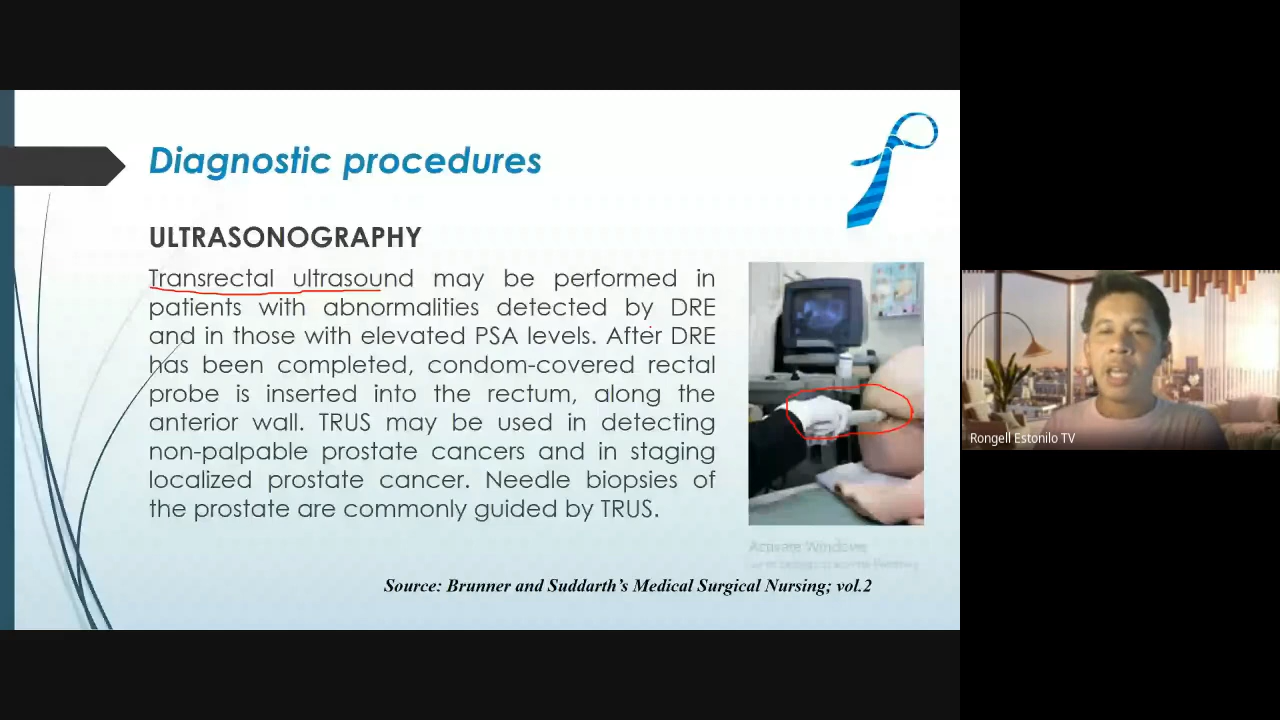 Diagnostic procedures
ULTRASONOGRAPHY
Transrectal ultrasound may be performed in
patients with abnormalities detected by DRE
and in those with elevated PSA levels. After DRE
has been completed, condom-covered rectal
probe is inserted into the rectum, along the
anterior wall. TRUS may be used in detecting
non-palpable prostate cancers and in staging
localized prostate cancer. Needle biopsies of
the prostate are commonly guided by TRUS.
Activate Windows
Source: Brunner and Suddarth's Medical Surgical Nursing; vol.2
Rongell Estonilo TV